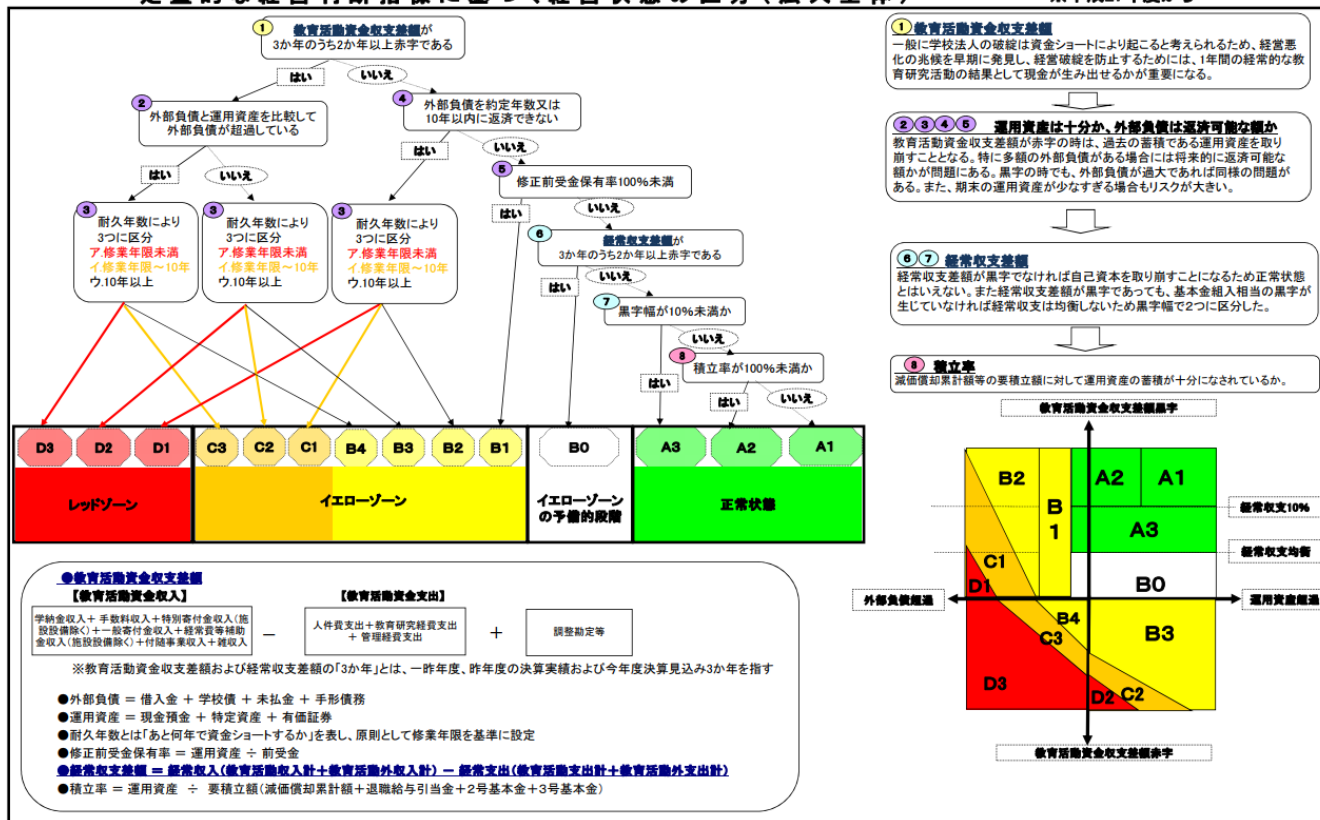 定量的な経営判断指標に基づく経営状態の区分(法人全体)
1
教育活動資金収支差額が
3か年のうち2か年以上赤字である
はい
いいえ
2
外部負債と運用資産を比較して
外部負債が超過している
4
外部負債を約定年数又は
10年以内に返済できない
はい
いいえ
はい
いいえ
5
修正前受金保有率100%未満
はい
いいえ
3
耐久年数により
3つに区分
ア.修業年限未満
イ.修業年限~10年
ウ.10年以上
3
耐久年数により
3つに区分
ア.修業年限未満
イ.修業年限~10年
ウ.10年以上
3
耐久年数により
3つに区分
ア.修業年限未満
イ.修業年限~10年
ウ.10年以上
6
経常収支差額が
3か年のうち2か年以上赤字である
はい
いいえ
7
黒字幅が10%未満か
はい
いいえ
8
積立率が100%未満か
はい
いいえ
D3 D2 D1 C3 C2 C1 B4 B3 B2 B1 B0 A3 A2 A1
レッドゾーン
イエローゾーン
イエローゾーン
の予備的段階
正常状態
●教育活動資金収支差額
【教育活動資金収入】
【教育活動資金支出】
学納金収入+手数料収入+特別寄付金収入(施
設設備除く)+一般寄付金収入+経常費等補助
金収入(施設設備除く)+付随事業収入+雑収入
−
人件費支出+教育研究経費支出
+管理経費支出
+
調整勘定等
※教育活動資金収支差額および経常収支差額の「3か年」とは、一昨年度、昨年度の決算実績および今年度決算見込み3か年を指す
●外部負債 = 借入金 + 学校債 + 未払金 + 手形債務
●運用資産 = 現金預金 + 特定資産 + 有価証券
●耐久年数とは「あと何年で資金ショートするか」を表し、原則として修業年限を基準に設定
●修正前受金保有率 = 運用資産 ÷ 前受金
●経常収支差額 = 経常収入(教育活動収入計+教育活動外収入計) − 経常支出(教育活動支出計+教育活動外支出計)
●積立率 = 運用資産 ÷ 要積立額(減価償却累計額+退職給与引当金+2号基本金+3号基本金)
1 教育活動資金収支差額
一般に学校法人の破綻は資金ショートにより起こると考えられるため、経営悪
化の兆候を早期に発見し、経営破綻を防止するためには、1年間の経常的な教
育研究活動の結果として現金が生み出せるかが重要になる。
2 3 4 5 運用資産は十分か、外部負債は返済可能な額か
教育活動資金収支差額が赤字の時は、過去の蓄積である運用資産を取り
崩すこととなる。特に多額の外部負債がある場合には将来的に返済可能な
額かが問題にある。黒字の時でも、外部負債が過大であれば同様の問題が
ある。また、期末の運用資産が少なすぎる場合もリスクが大きい。
6 7 経常収支差額
経常収支差額が黒字でなければ自己資本を取り崩すことになるため正常状態
とはいえない。また経常収支差額が黒字であっても、基本金組入相当の黒字が
生じていなければ経常収支は均衡しないため黒字幅で2つに区分した。
8 積立率
減価償却累計額等の要積立額に対して運用資産の蓄積が十分になされているか。
教育活動資金収支差額黒字
B2
B
1
A2
A1
経常収支10%
A3
経常収支均衡
C1
D1
B0
外部負債超過
運用資産超過
B4
C3
B3
D3
D2
C2
教育活動資金収支差額赤字